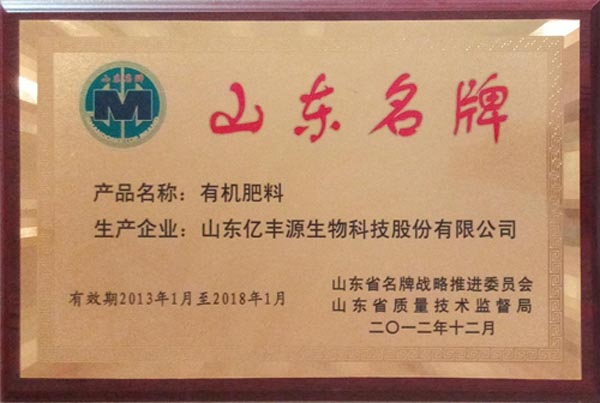 山东名牌
山东名牌
产品名称：有机肥料
生产企业：山东亿丰源生物科技股份有限公司
有效期2013年1月至2018年1月
山东省名牌战略推进委员会
山东省质量技术监督局
二〇一二年十二月